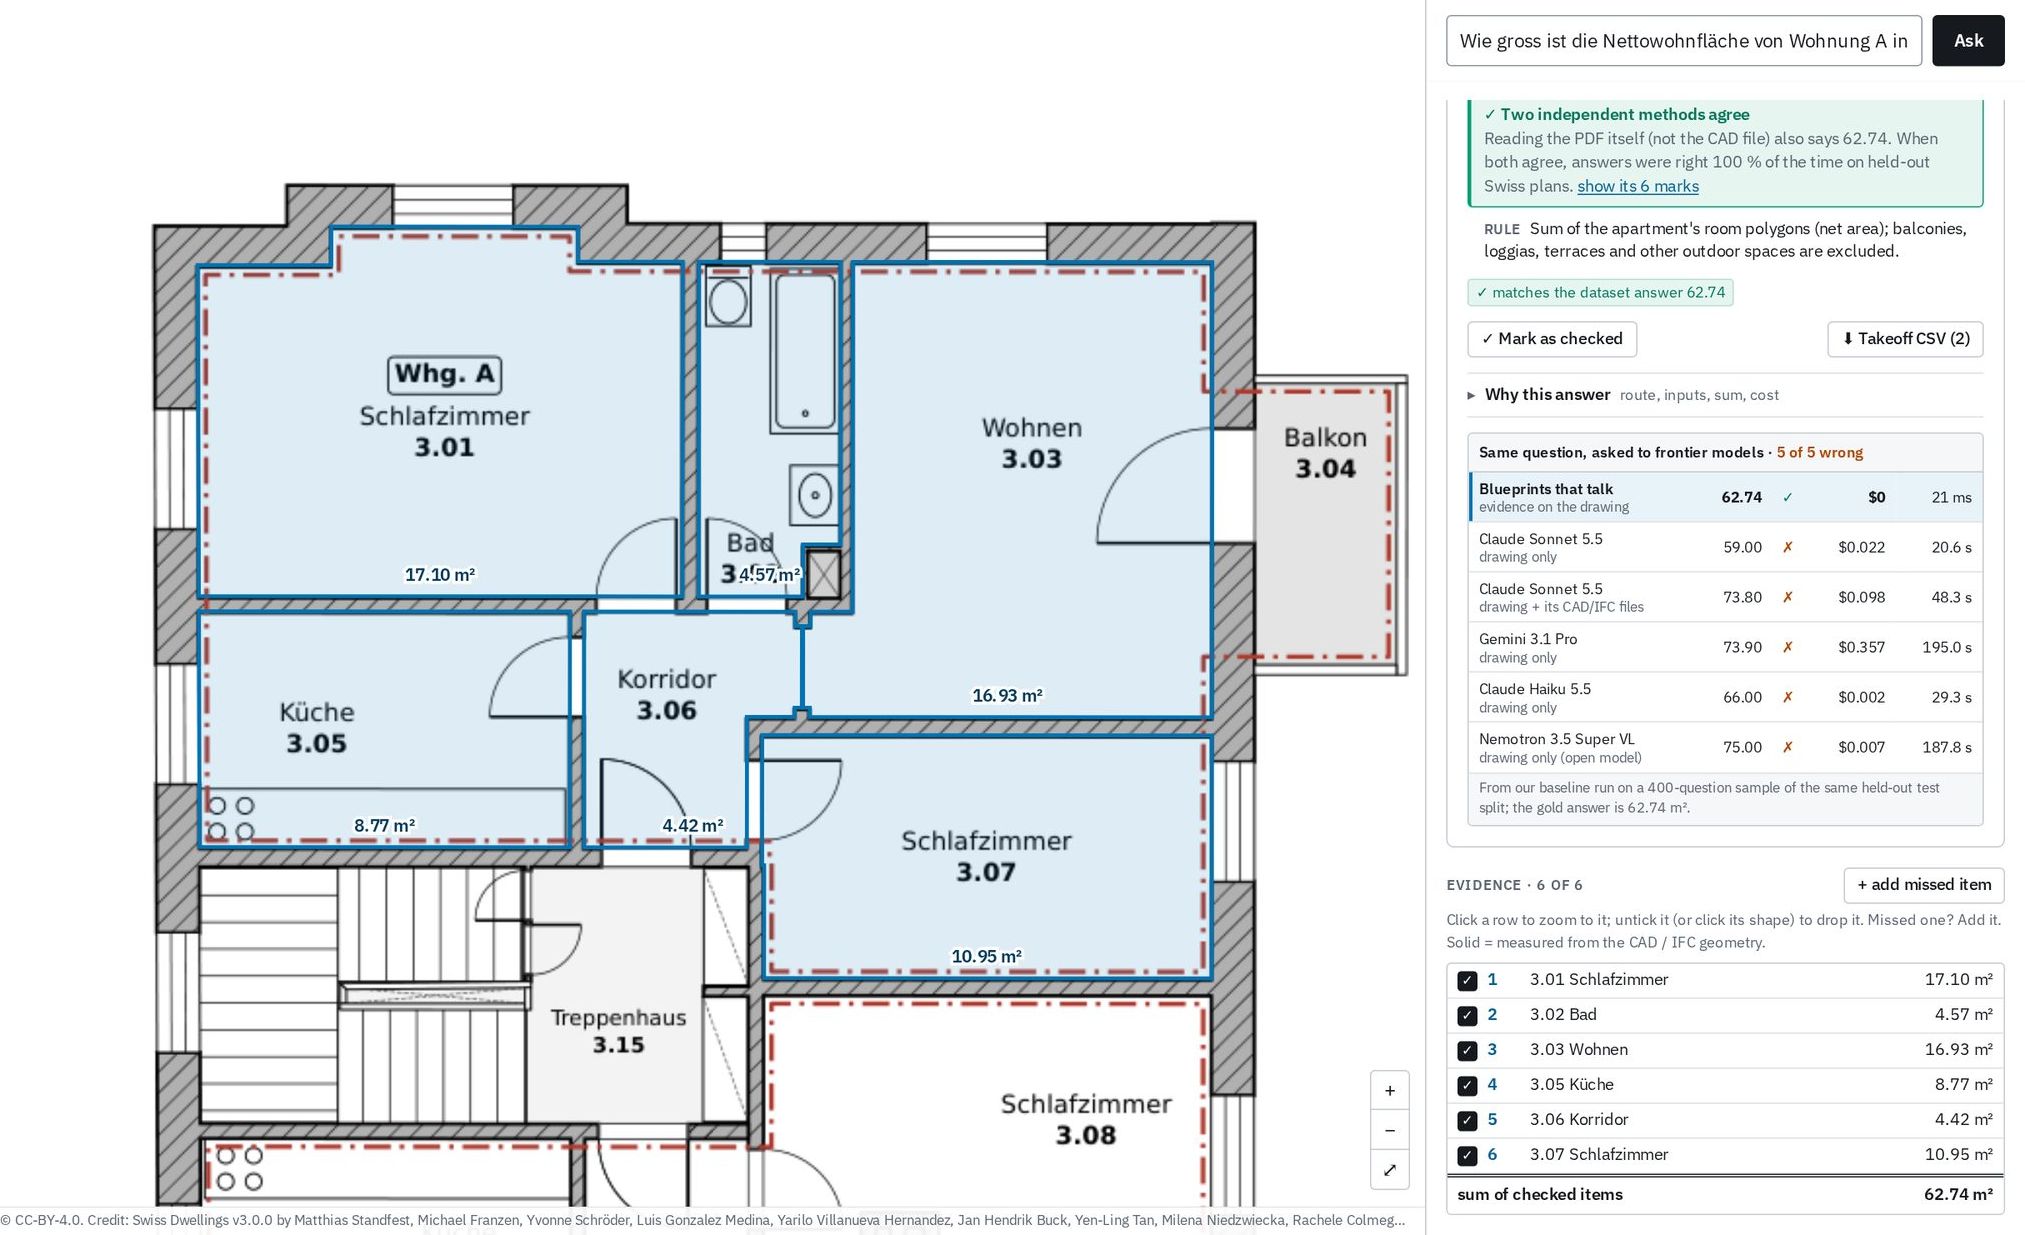 Whg. A
Schlafzimmer
3.01
17.10 m²
Bad
4.57 m²
Wohnen
3.03
16.93 m²
Balkon
3.04
Küche
3.05
8.77 m²
Korridor
3.06
4.42 m²
Schlafzimmer
3.07
10.95 m²
Treppenhaus
3.15
Schlafzimmer
3.08
+
−
© CC-BY-4.0. Credit: Swiss Dwellings v3.0.0 by Matthias Standfest, Michael Franzen, Yvonne Schröder, Luis Gonzalez Medina, Yarilo Villanueva Hernandez, Jan Hendrik Buck, Yen-Ling Tan, Milena Niedzwiecka, Rachele Colmeg...
Wie gross ist die Nettowohnfläche von Wohnung A in
Ask
✓ Two independent methods agree
Reading the PDF itself (not the CAD file) also says 62.74. When
both agree, answers were right 100 % of the time on held-out
Swiss plans. show its 6 marks
RULE Sum of the apartment's room polygons (net area); balconies,
loggias, terraces and other outdoor spaces are excluded.
✓ matches the dataset answer 62.74
✓ Mark as checked
⬇ Takeoff CSV (2)
▸ Why this answer route, inputs, sum, cost
Same question, asked to frontier models · 5 of 5 wrong
Blueprints that talk 62.74 ✓ $0 21 ms
evidence on the drawing
Claude Sonnet 5.5 59.00 ✗ $0.022 20.6 s
drawing only
Claude Sonnet 5.5 73.80 ✗ $0.098 48.3 s
drawing + its CAD/IFC files
Gemini 3.1 Pro 73.90 ✗ $0.357 195.0 s
drawing only
Claude Haiku 5.5 66.00 ✗ $0.002 29.3 s
drawing only
Nemotron 3.5 Super VL 75.00 ✗ $0.007 187.8 s
drawing only (open model)
From our baseline run on a 400-question sample of the same held-out test
split; the gold answer is 62.74 m².
EVIDENCE · 6 OF 6
+ add missed item
Click a row to zoom to it; untick it (or click its shape) to drop it. Missed one? Add it.
Solid = measured from the CAD / IFC geometry.
✓ 1 3.01 Schlafzimmer 17.10 m²
✓ 2 3.02 Bad 4.57 m²
✓ 3 3.03 Wohnen 16.93 m²
✓ 4 3.05 Küche 8.77 m²
✓ 5 3.06 Korridor 4.42 m²
✓ 6 3.07 Schlafzimmer 10.95 m²
sum of checked items 62.74 m²